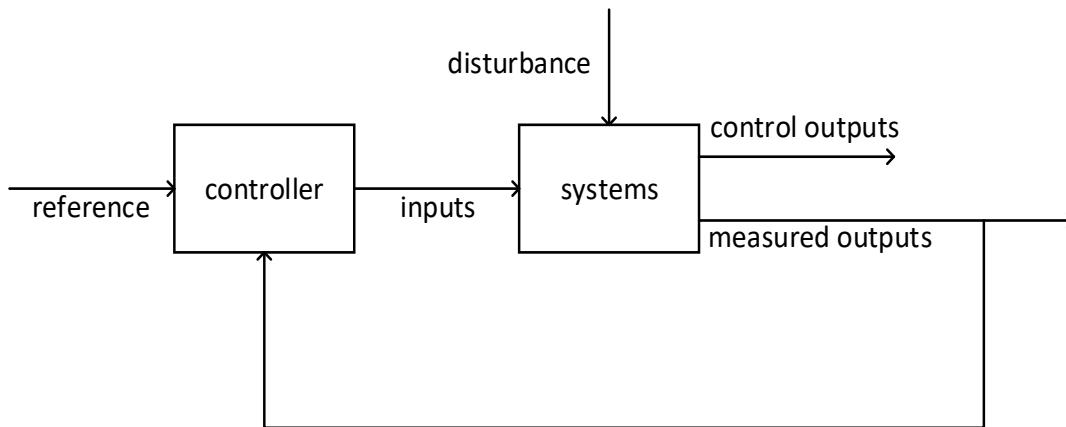 disturbance
control outputs
controller
systems
reference
inputs
measured outputs